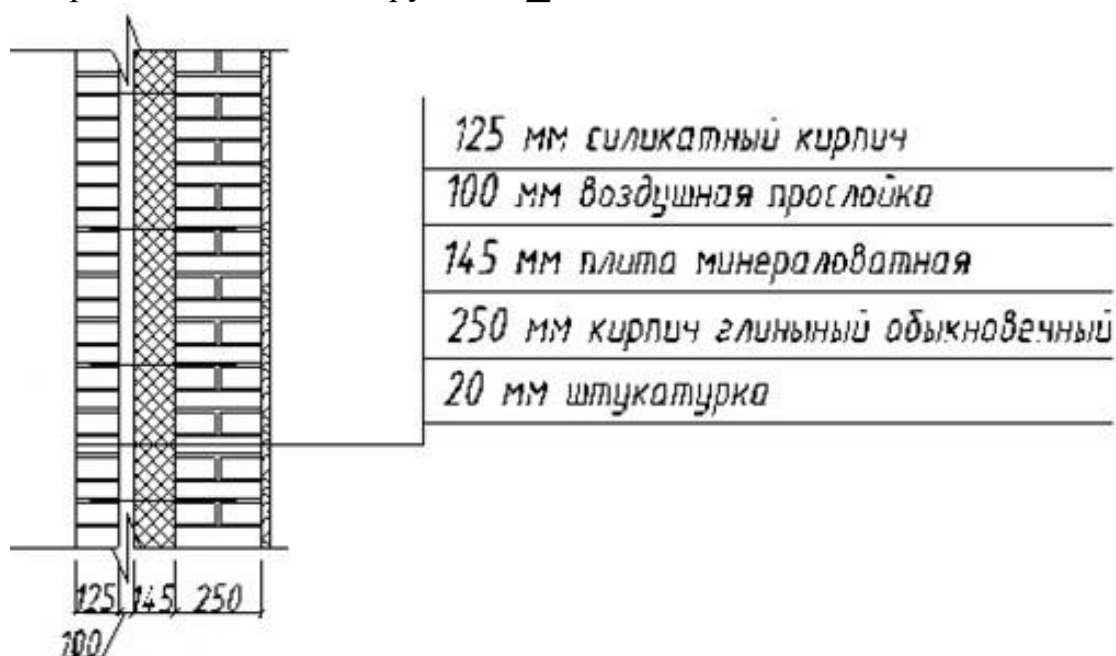 125 мм силикатный кирпич
100 мм воздушная прослойка
145 мм плита минераловатная
250 мм кирпич глиныный обыкновенный
20 мм штукатурка
125 145 250
100